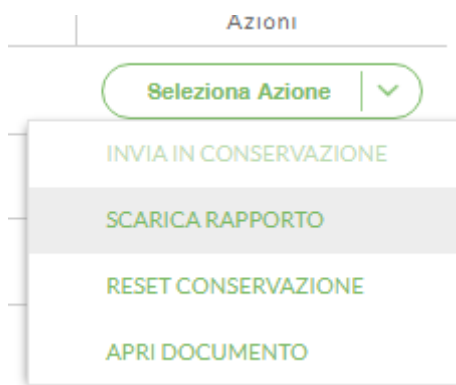 Azioni
Seleziona Azione
INVIA IN CONSERVAZIONE
SCARICA RAPPORTO
RESET CONSERVAZIONE
APRI DOCUMENTO